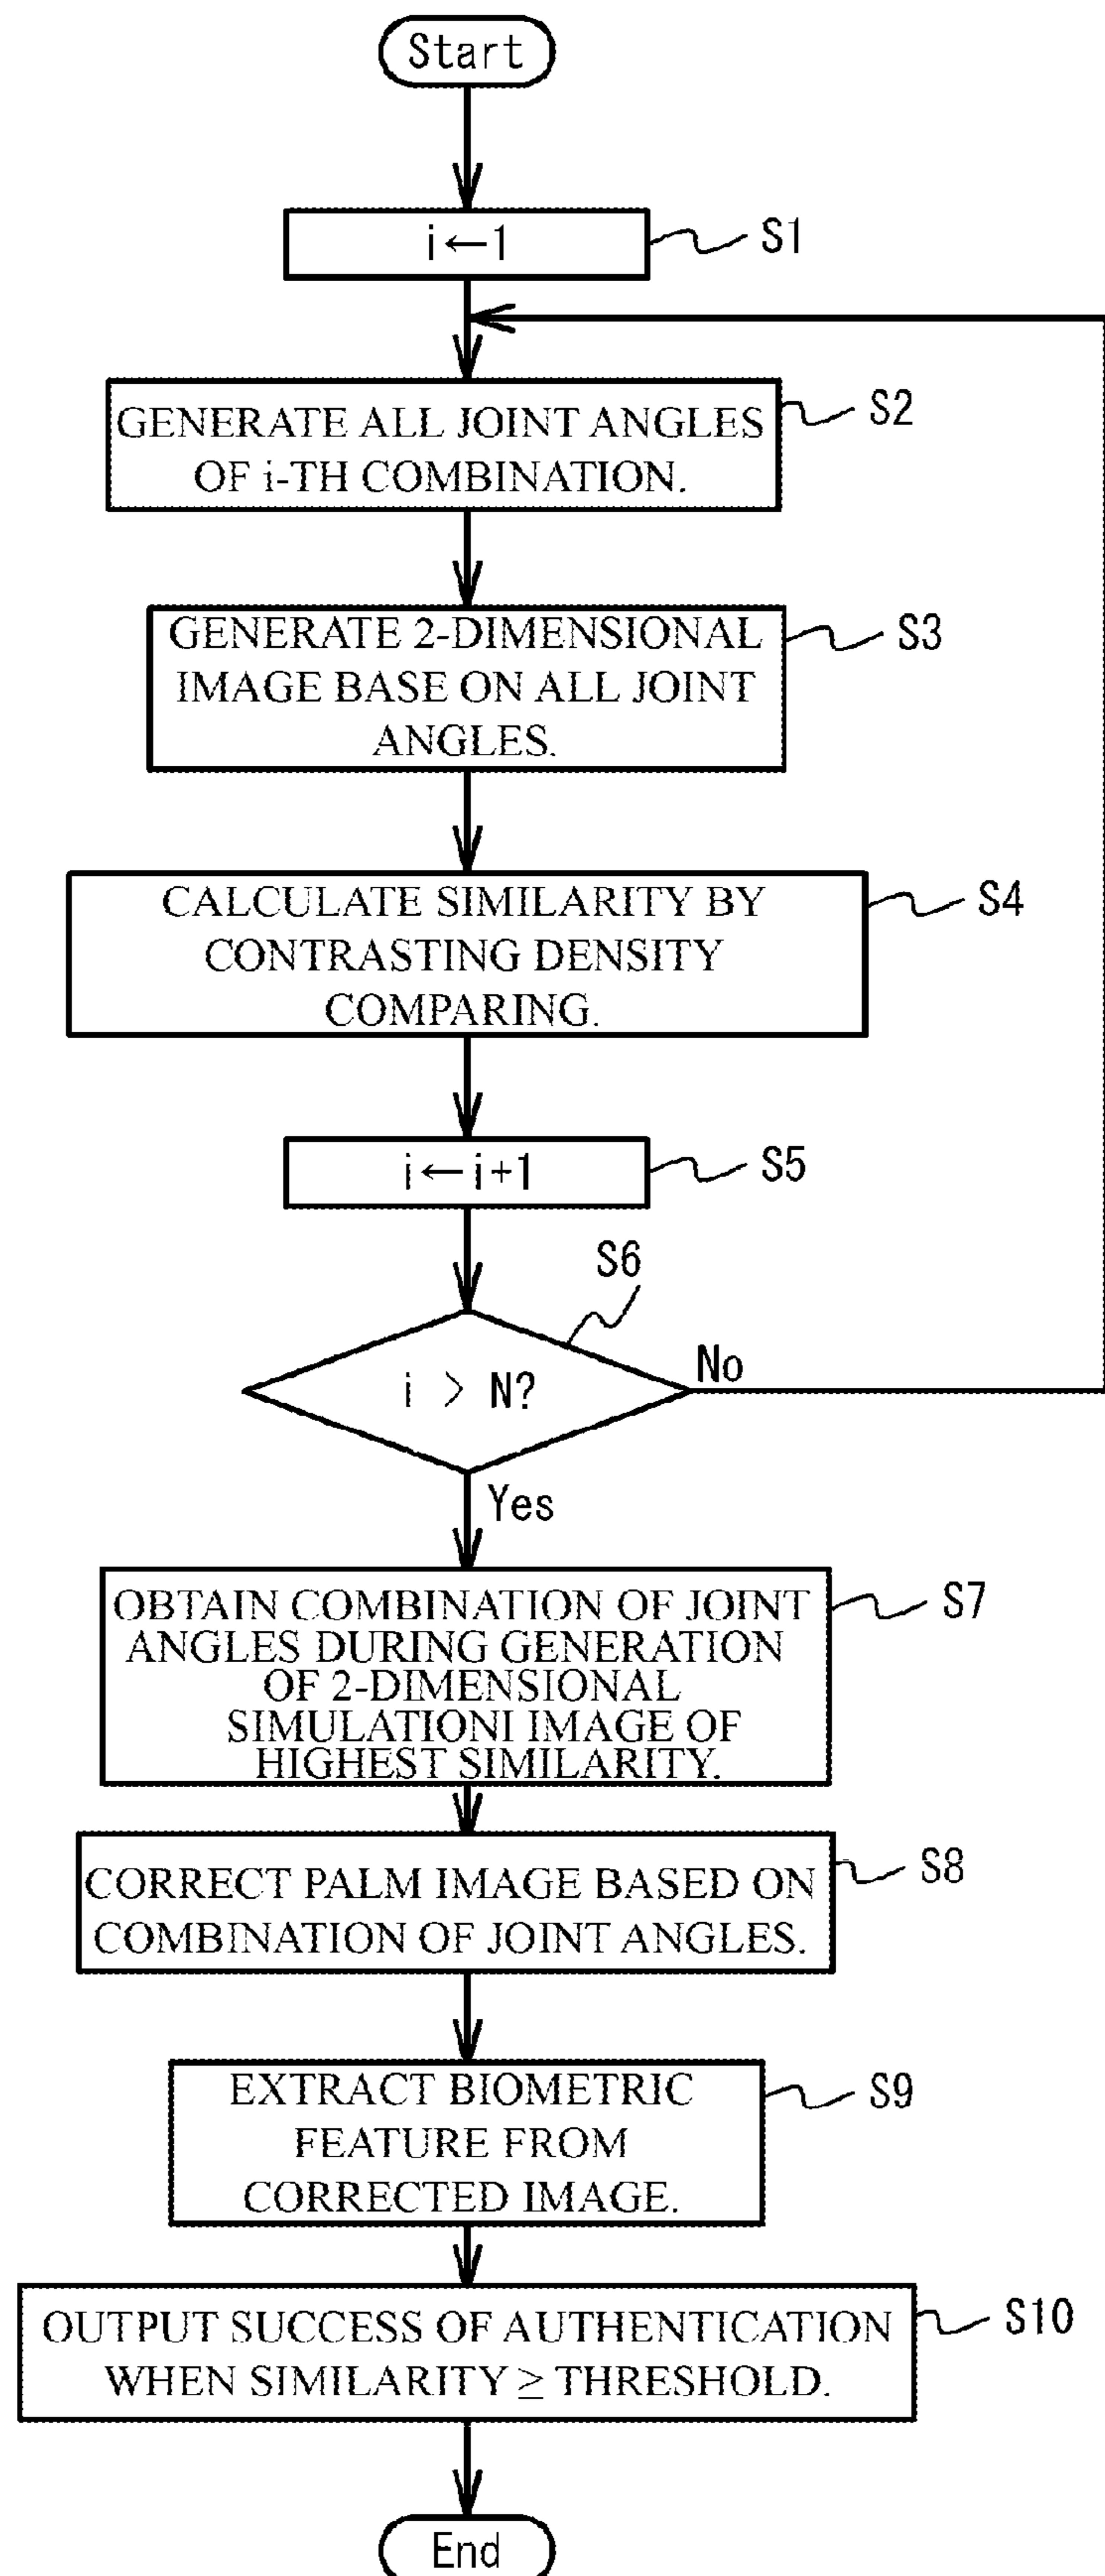 Start
i←1
S1
GENERATE ALL JOINT ANGLES
OF i-TH COMBINATION.
S2
GENERATE 2-DIMENSIONAL
IMAGE BASE ON ALL JOINT
ANGLES.
S3
CALCULATE SIMILARITY BY
CONTRASTING DENSITY
COMPARING.
S4
i←i+1
S5
S6
i > N?
No
Yes
OBTAIN COMBINATION OF JOINT
ANGLES DURING GENERATION
OF 2-DIMENSIONAL
SIMULATIONI IMAGE OF
HIGHEST SIMILARITY.
S7
CORRECT PALM IMAGE BASED ON
COMBINATION OF JOINT ANGLES.
S8
EXTRACT BIOMETRIC
FEATURE FROM
CORRECTED IMAGE.
S9
OUTPUT SUCCESS OF AUTHENTICATION
WHEN SIMILARITY ≥ THRESHOLD.
S10
End